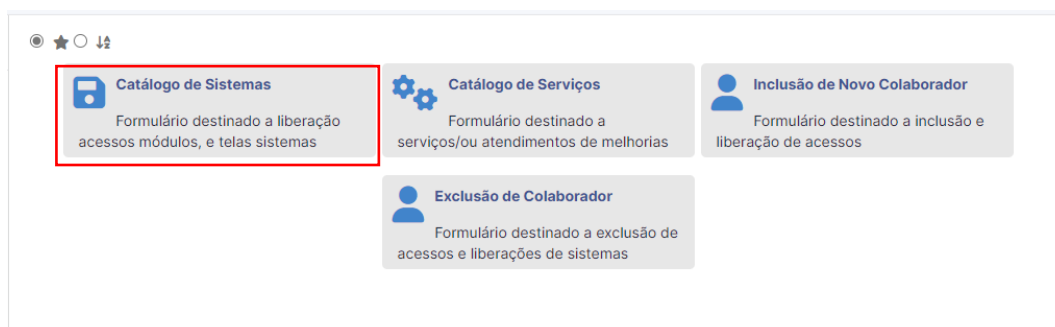 Catálogo de Sistemas
Formulário destinado a liberação
acessos módulos, e telas sistemas
Catálogo de Serviços
Formulário destinado a
serviços/ou atendimentos de melhorias
Inclusão de Novo Colaborador
Formulário destinado a inclusão e
liberação de acessos
Exclusão de Colaborador
Formulário destinado a exclusão de
acessos e liberações de sistemas